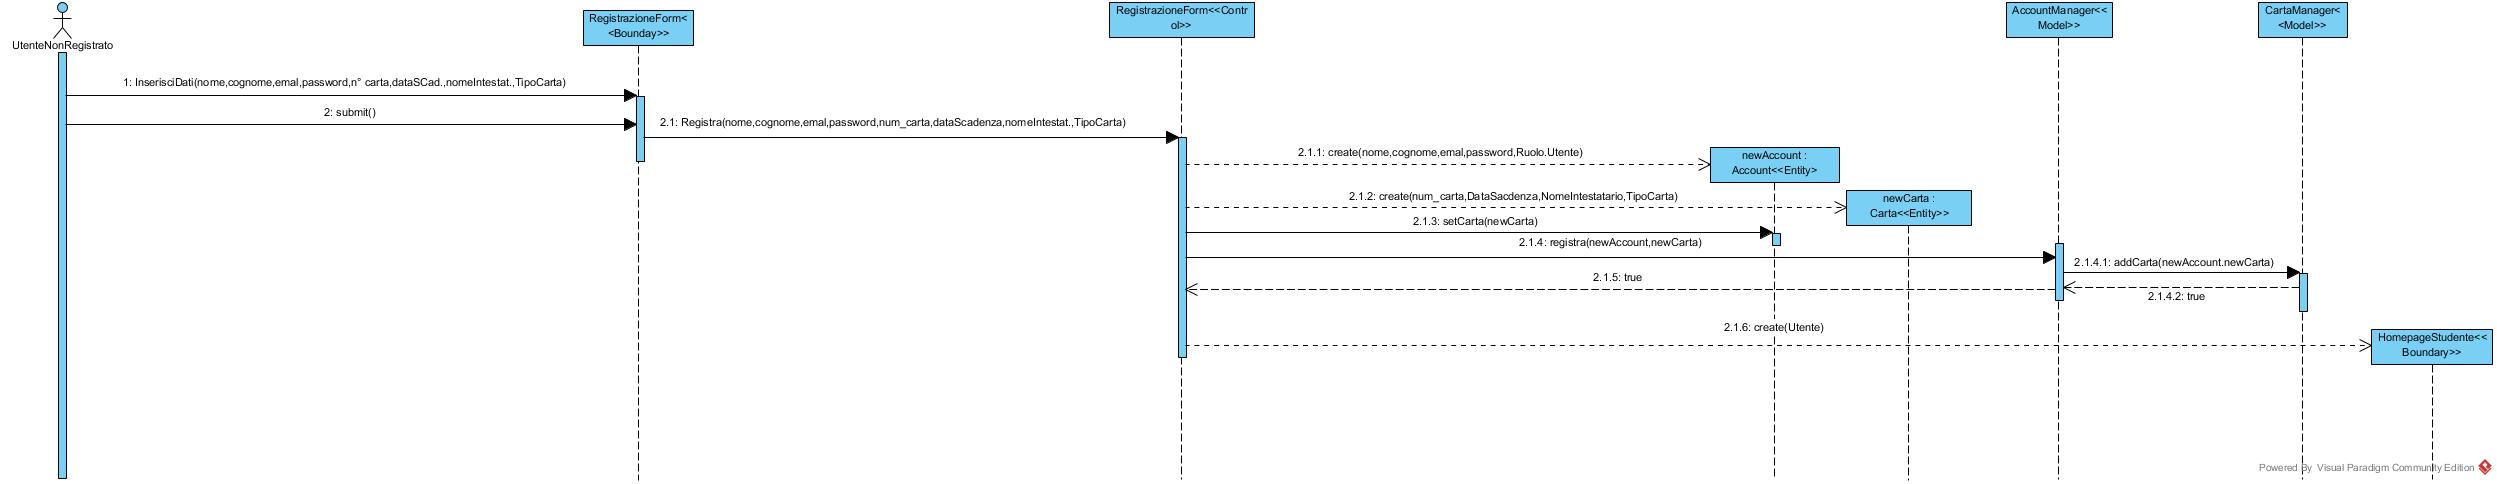 UtenteNonRegistrato
RegistrazioneForm<
<Bounday>>
RegistrazioneForm<<Contr
ol>>
AccountManager<<
Model>>
CartaManager<
<Model>>
1: InserisciDati(nome,cognome,emal,password,n° carta,dataSCad.,nomeIntestat.,TipoCarta)
2: submit()
2.1: Registra(nome,cognome,emal,password,num_carta,dataScadenza,nomeIntestat.,TipoCarta)
2.1.1: create(nome,cognome,emal,password,Ruolo.Utente)
newAccount :
Account<<Entity>
2.1.2: create(num_carta,DataSacdenza,NomeIntestatario,TipoCarta)
newCarta :
Carta<<Entity>>
2.1.3: setCarta(newCarta)
2.1.4: registra(newAccount,newCarta)
2.1.4.1: addCarta(newAccount.newCarta)
2.1.5: true
2.1.4.2: true
2.1.6: create(Utente)
HomepageStudente<<
Boundary>>
Powered By Visual Paradigm Community Edition